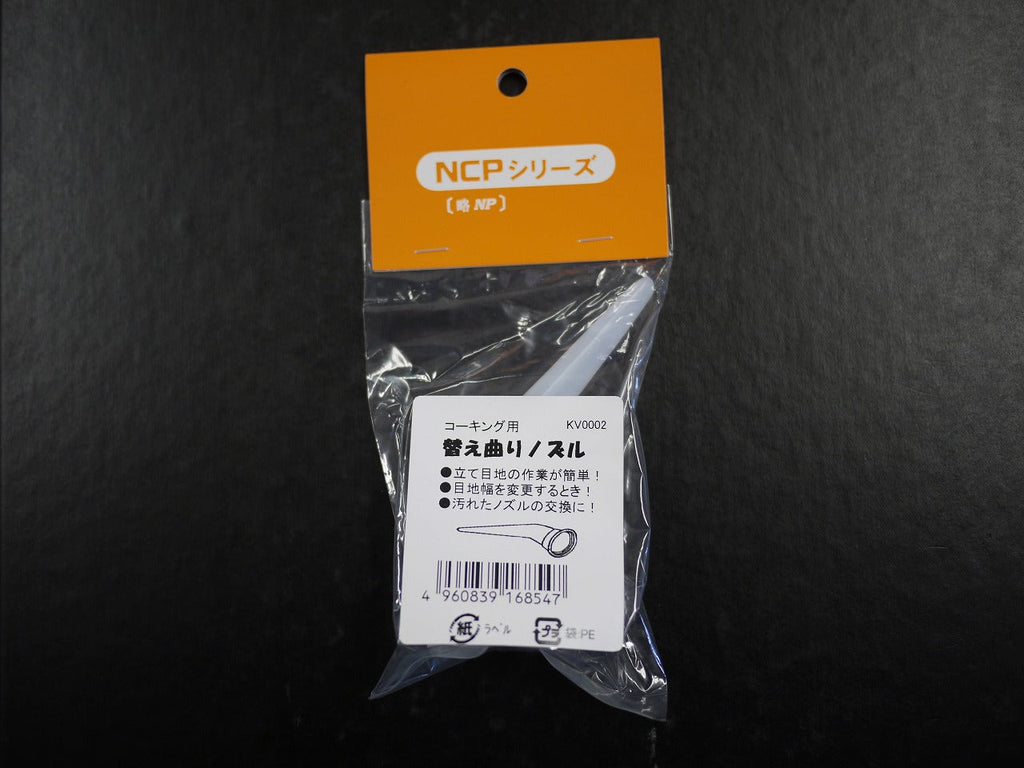 NCPシリーズ
〔略NP〕
コーキング用 KV0002
替え曲りノズル
●立て目地の作業が簡単！
●目地幅を変更するとき！
●汚れたノズルの交換に！
4 960839 168547
紙 ラベル プラ 袋:PE